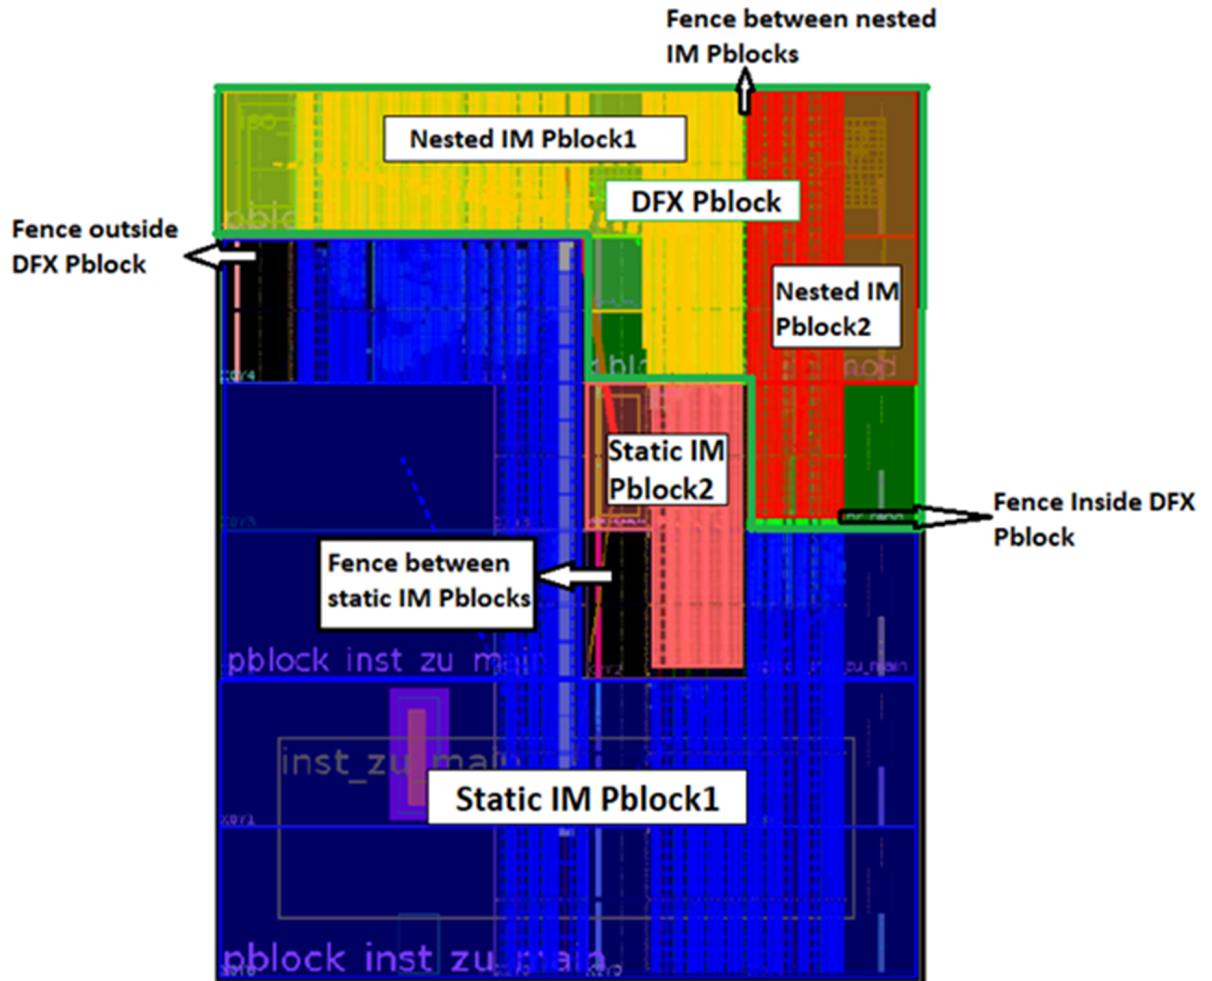 Fence between nested
IM Pblocks
Nested IM Pblock1
DFX Pblock
Fence outside
DFX Pblock
Nested IM
Pblock2
Static IM
Pblock2
Fence Inside DFX
Pblock
Fence between
static IM Pblocks
pblock inst zu main
inst_zu_main
Static IM Pblock1
pblock inst zu main